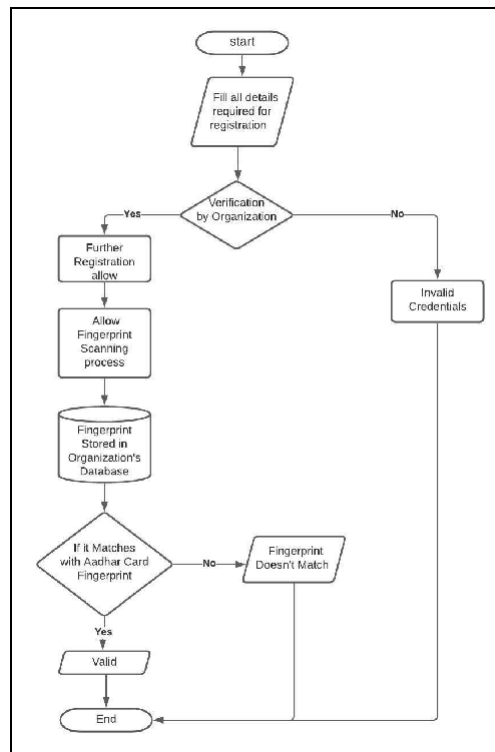 start
Fill all details
required for
registration
Verification
by Organization
Yes
No
Further
Registration
allow
Invalid
Credentials
Allow
Fingerprint
Scanning
process
Fingerprint
Stored in
Organization's
Database
If it Matches
with Aadhar Card
Fingerprint
No
Fingerprint
Doesn't Match
Yes
Valid
End